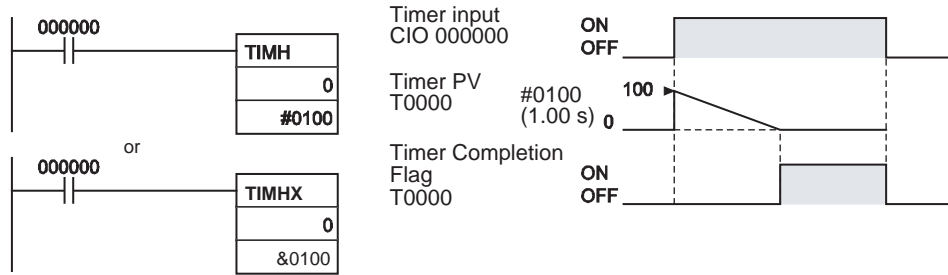 000000
TIMH
0
#0100
or
000000
TIMHX
0
&0100
Timer input
CIO 000000
ON
OFF
Timer PV
T0000
#0100
(1.00 s)
100
0
Timer Completion
Flag
T0000
ON
OFF